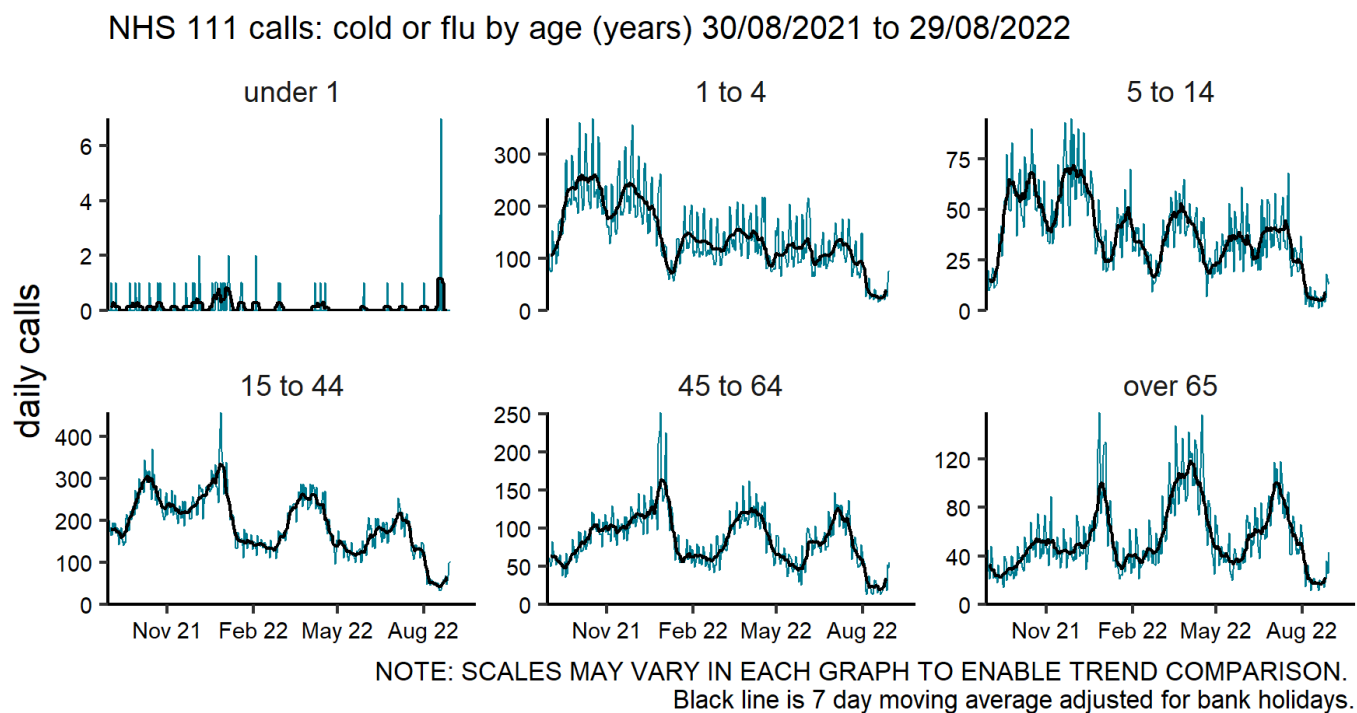 NHS 111 calls: cold or flu by age (years) 30/08/2021 to 29/08/2022
under 1
1 to 4
5 to 14
6
4
2
0
300
200
100
0
75
50
25
0
daily calls
15 to 44
45 to 64
over 65
400
300
200
100
0
250
200
150
100
50
0
120
80
40
0
Nov 21 Feb 22 May 22 Aug 22
Nov 21 Feb 22 May 22 Aug 22
Nov 21 Feb 22 May 22 Aug 22
NOTE: SCALES MAY VARY IN EACH GRAPH TO ENABLE TREND COMPARISON.
Black line is 7 day moving average adjusted for bank holidays.